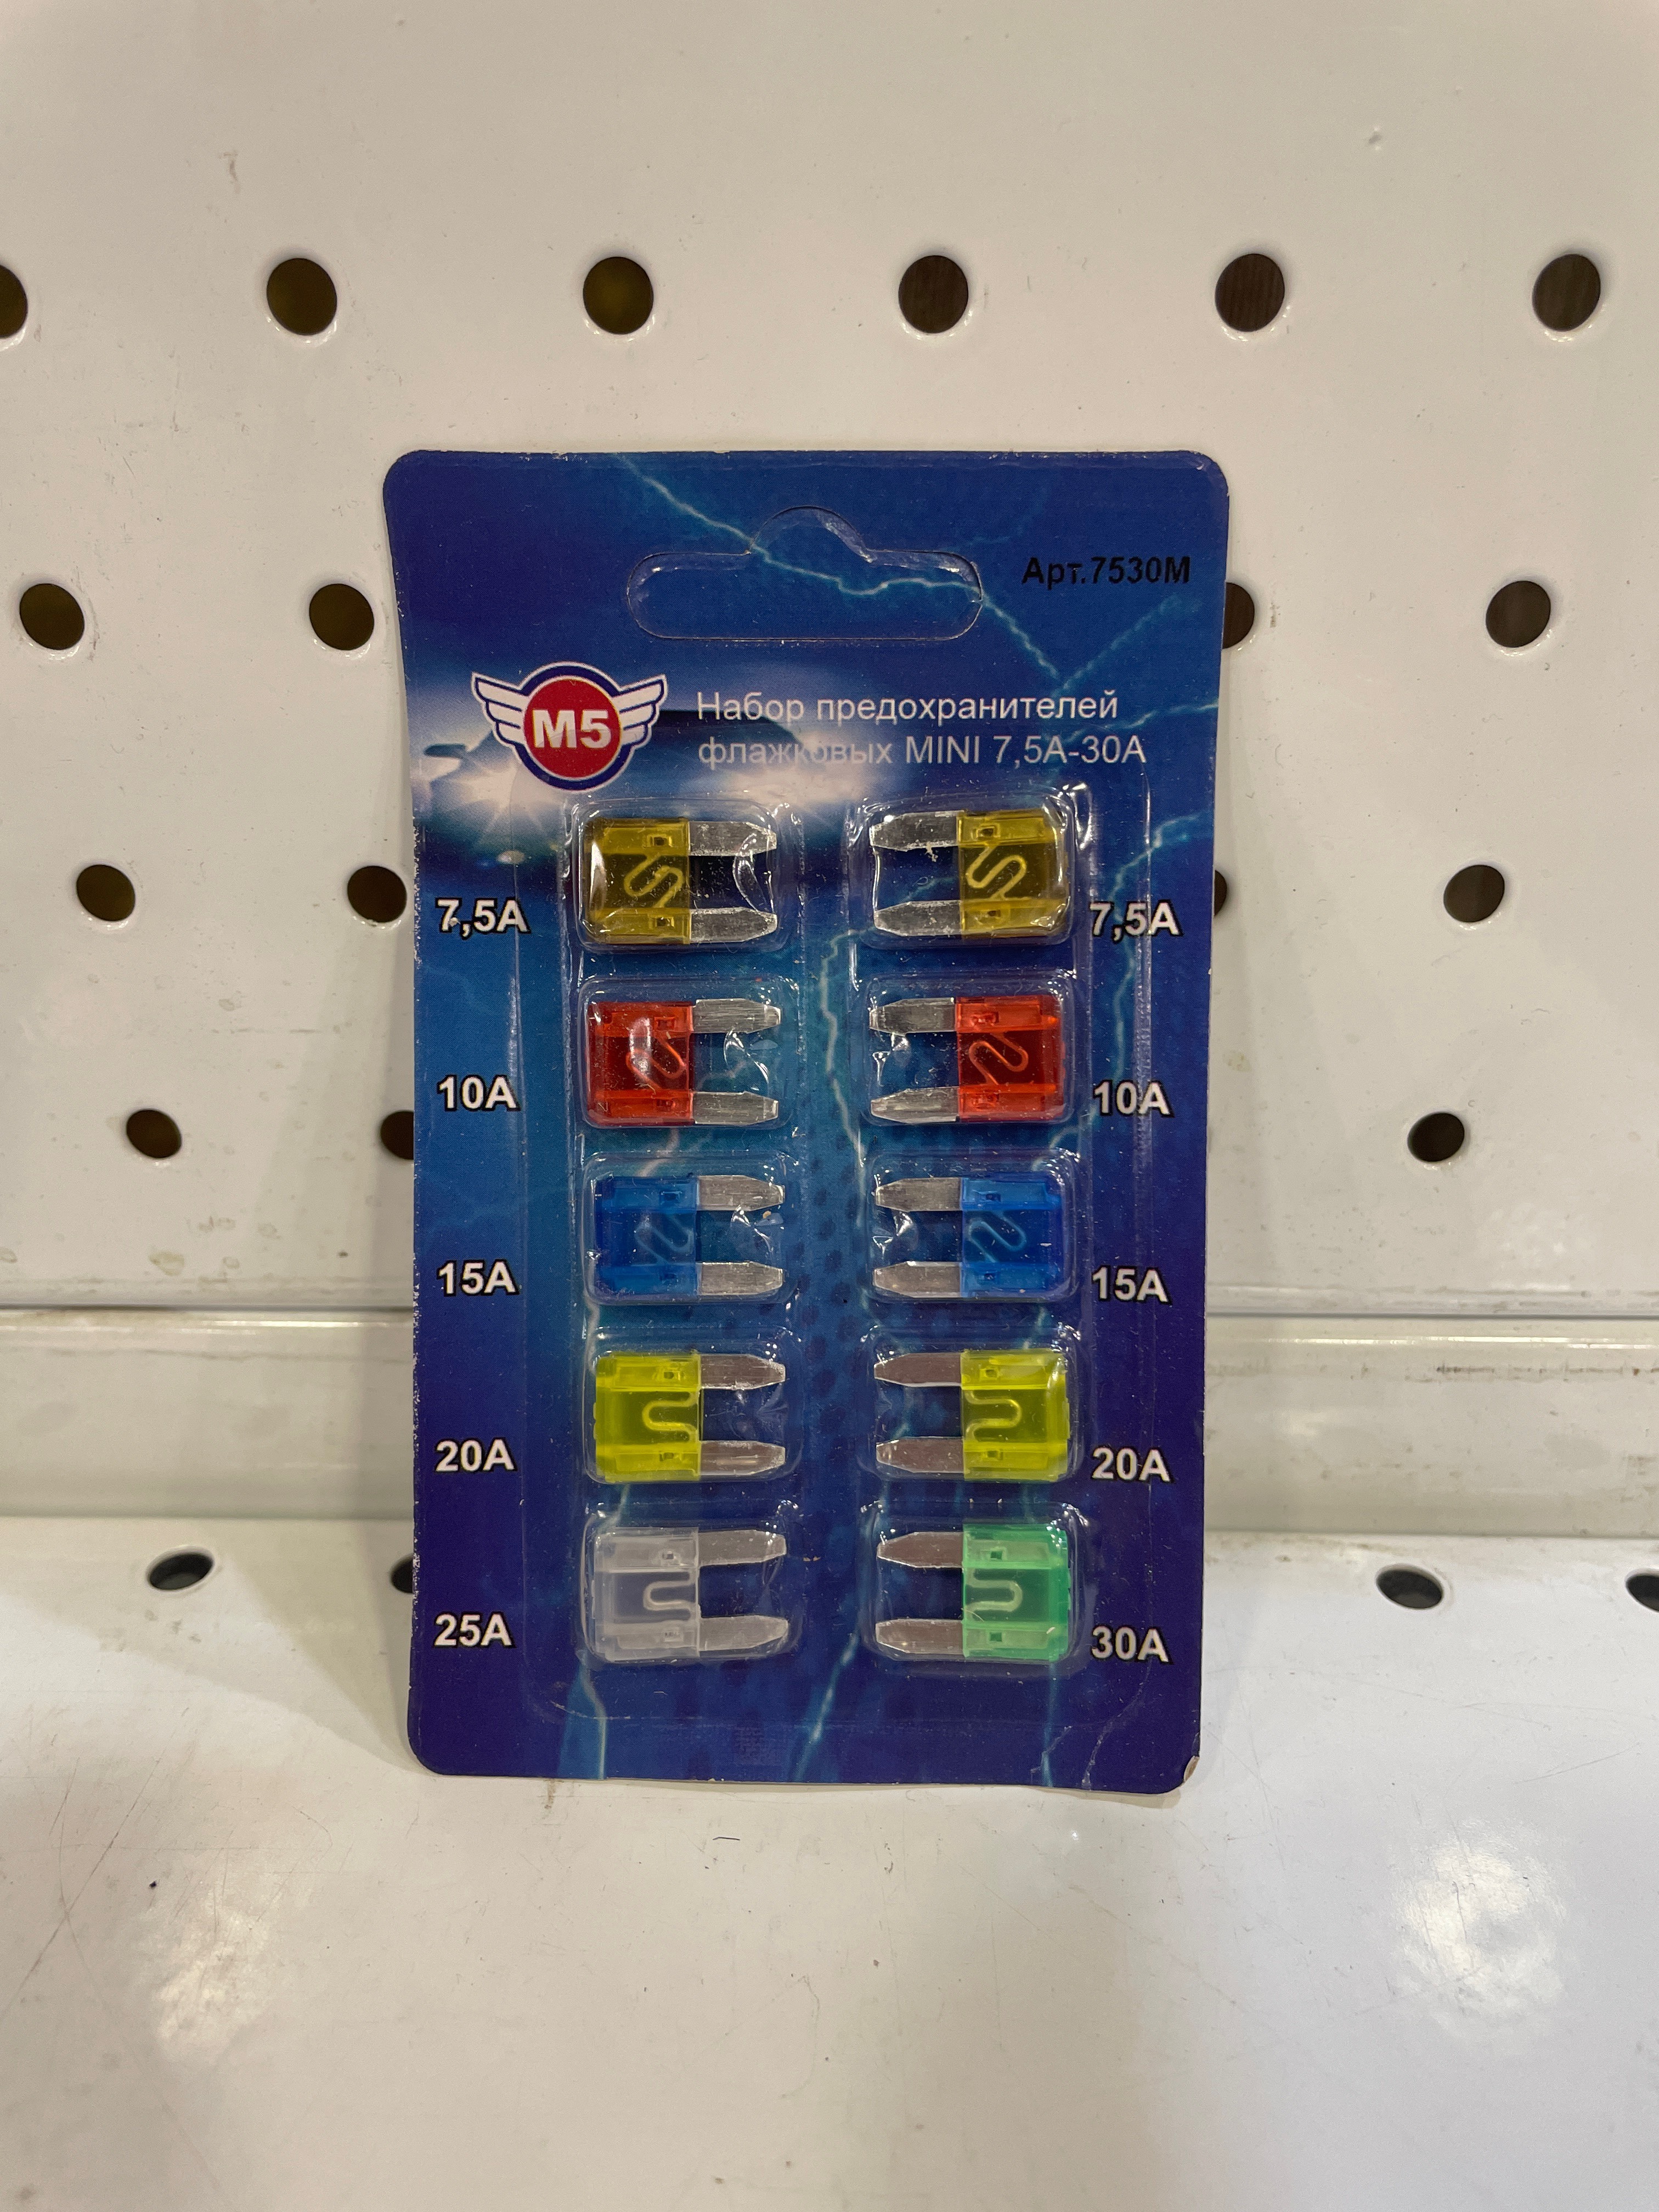 Арт.7530М
M5
Набор предохранителей
флажковых MINI 7,5А-30А
7,5А 7,5А
10А 10А
15А 15А
20А 20А
25А 30А